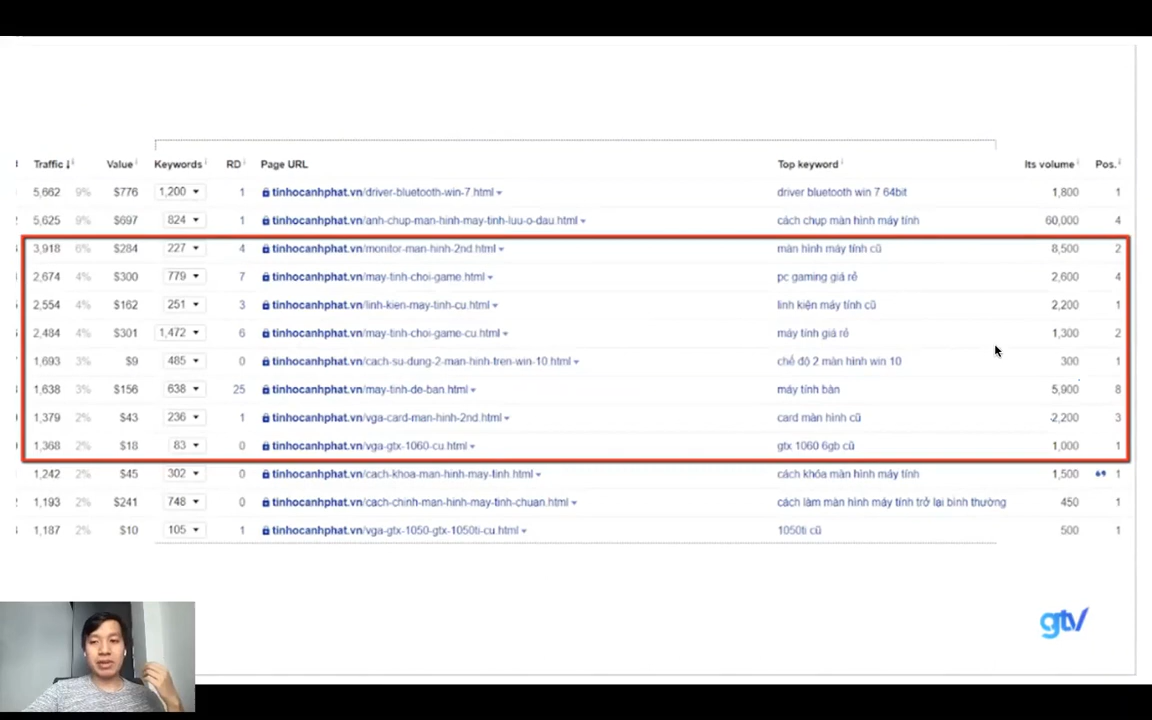 Traffic Value Keywords RD Page URL Top keyword Its volume Pos.
5,662 9% $776 1,200 1 tinhocanhphat.vn/driver-bluetooth-win-7.html driver bluetooth win 7 64bit 1,800 1
5,625 9% $697 824 1 tinhocanhphat.vn/anh-chup-man-hinh-may-tinh-luu-o-dau.html cách chụp màn hình máy tính 60,000 4
3,918 6% $284 227 4 tinhocanhphat.vn/monitor-man-hinh-2nd.html màn hình máy tính cũ 8,500 2
2,674 4% $300 779 7 tinhocanhphat.vn/may-tinh-choi-game.html pc gaming giá rẻ 2,600 4
2,554 4% $162 251 3 tinhocanhphat.vn/linh-kien-may-tinh-cu.html linh kiện máy tính cũ 2,200 1
2,484 4% $301 1,472 6 tinhocanhphat.vn/may-tinh-choi-game-cu.html máy tính giá rẻ 1,300 2
1,693 3% $9 485 0 tinhocanhphat.vn/cach-su-dung-2-man-hinh-tren-win-10.html chế độ 2 màn hình win 10 300 1
1,638 3% $156 638 25 tinhocanhphat.vn/may-tinh-de-ban.html máy tính bàn 5,900 8
1,379 2% $43 236 1 tinhocanhphat.vn/vga-card-man-hinh-2nd.html card màn hình cũ 2,200 3
1,368 2% $18 83 0 tinhocanhphat.vn/vga-gtx-1060-cu.html gtx 1060 6gb cũ 1,000 1
1,242 2% $45 302 0 tinhocanhphat.vn/cach-khoa-man-hinh-may-tinh.html cách khóa màn hình máy tính 1,500 1
1,193 2% $241 748 0 tinhocanhphat.vn/cach-chinh-man-hinh-may-tinh-chuan.html cách làm màn hình máy tính trở lại bình thường 450 1
1,187 2% $10 105 1 tinhocanhphat.vn/vga-gtx-1050-gtx-1050ti-cu.html 1050ti cũ 500 1
gtv